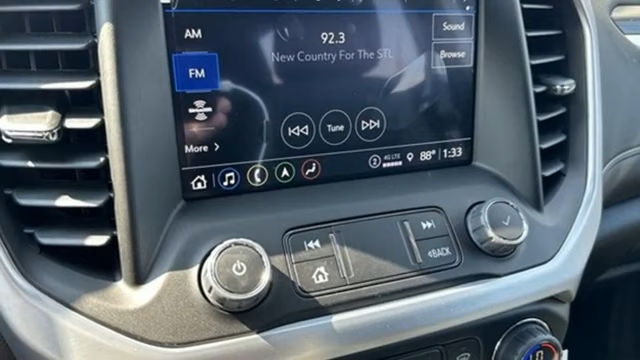 AM
92.3
Sound
New Country For The STL
Browse
FM
Tune
More
2 4G LTE 88° 1:33
BACK